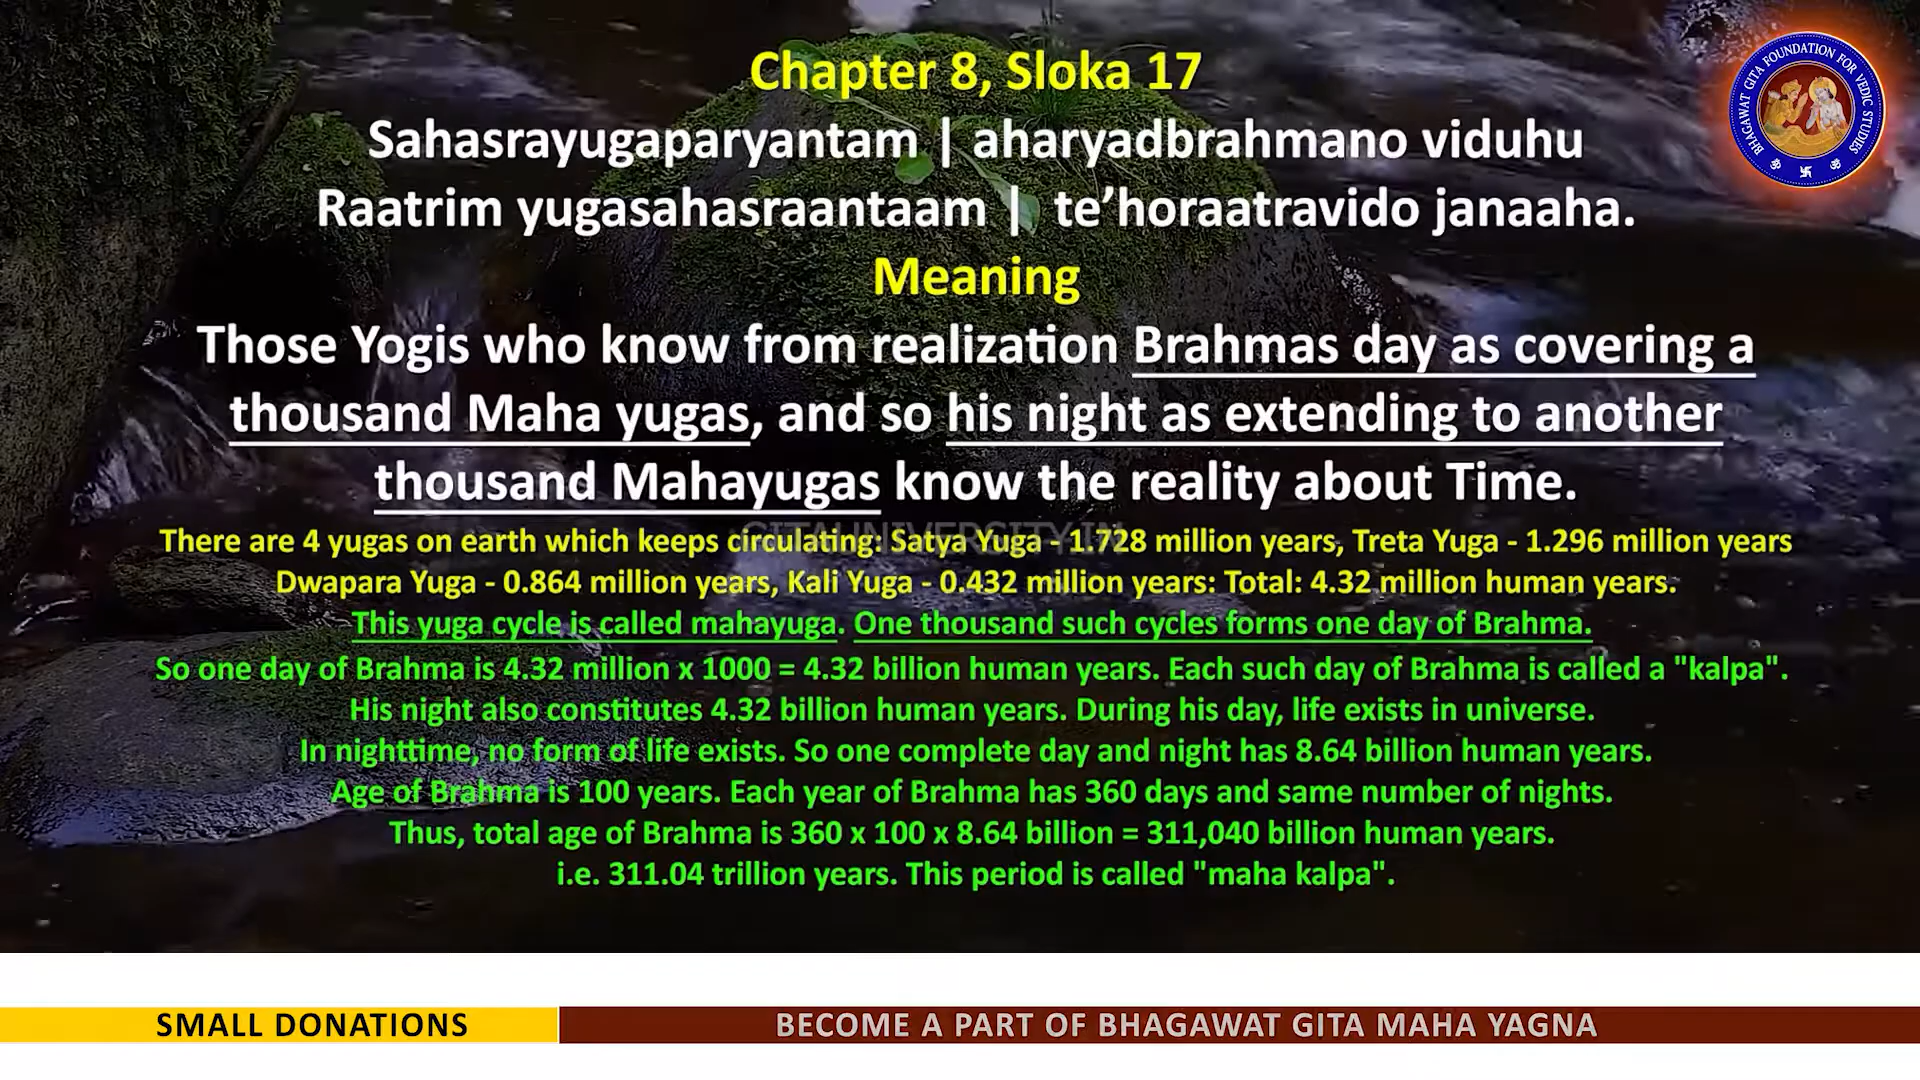 Chapter 8, Sloka 17
Sahasrayugaparyantam | aharyadbrahmano viduhu
Raatrim yugasahasraantaam | te’horaatravido janaaha.
Meaning
Those Yogis who know from realization Brahmas day as covering a
thousand Maha yugas, and so his night as extending to another
thousand Mahayugas know the reality about Time.
GITAUNIVERSITY.IN
There are 4 yugas on earth which keeps circulating: Satya Yuga - 1.728 million years, Treta Yuga - 1.296 million years
Dwapara Yuga - 0.864 million years, Kali Yuga - 0.432 million years: Total: 4.32 million human years.
This yuga cycle is called mahayuga. One thousand such cycles forms one day of Brahma.
So one day of Brahma is 4.32 million x 1000 = 4.32 billion human years. Each such day of Brahma is called a "kalpa".
His night also constitutes 4.32 billion human years. During his day, life exists in universe.
In nighttime, no form of life exists. So one complete day and night has 8.64 billion human years.
Age of Brahma is 100 years. Each year of Brahma has 360 days and same number of nights.
Thus, total age of Brahma is 360 x 100 x 8.64 billion = 311,040 billion human years.
i.e. 311.04 trillion years. This period is called "maha kalpa".
BHAGAWAT GITA FOUNDATION FOR VEDIC STUDIES
ॐ 卐 ॐ
SMALL DONATIONS
BECOME A PART OF BHAGAWAT GITA MAHA YAGNA